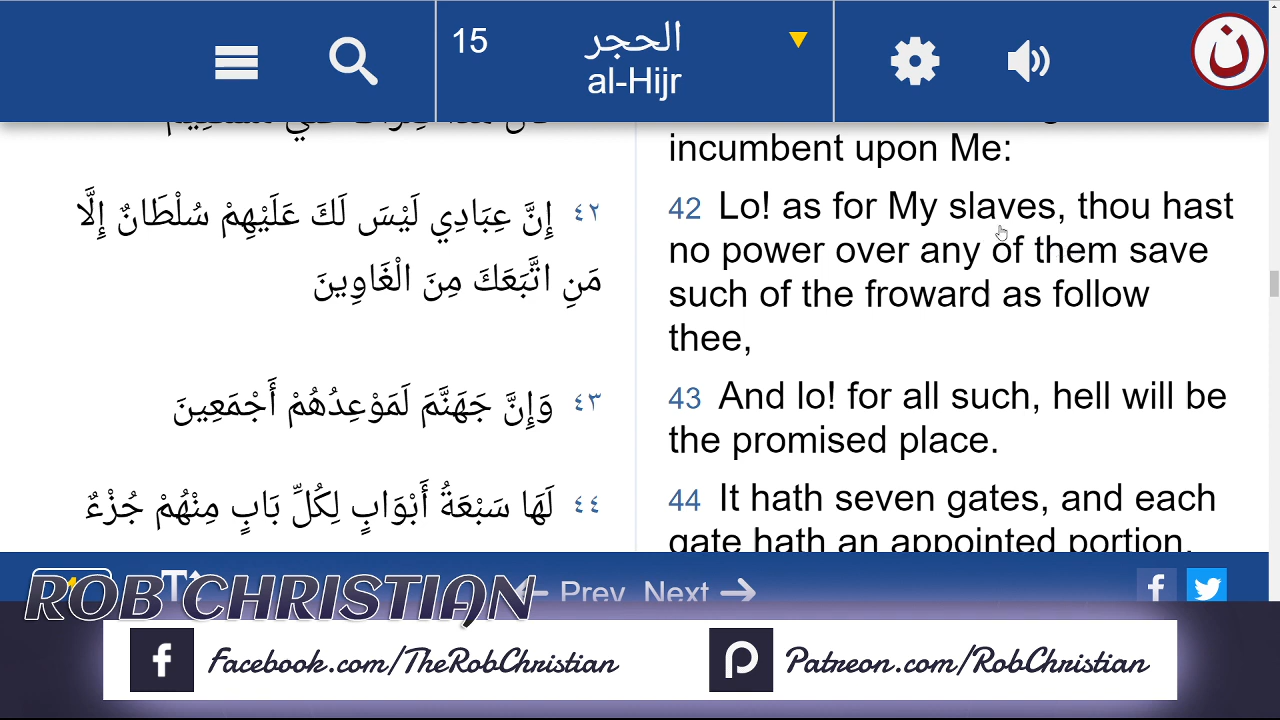 15
الحجر
al-Hijr
ن
incumbent upon Me:
٤٢ إِنَّ عِبَادِي لَيْسَ لَكَ عَلَيْهِمْ سُلْطَانٌ إِلَّا
مَنِ اتَّبَعَكَ مِنَ الْغَاوِينَ
42 Lo! as for My slaves, thou hast
no power over any of them save
such of the froward as follow
thee,
٤٣ وَإِنَّ جَهَنَّمَ لَمَوْعِدُهُمْ أَجْمَعِينَ
43 And lo! for all such, hell will be
the promised place.
٤٤ لَهَا سَبْعَةُ أَبْوَابٍ لِكُلِّ بَابٍ مِنْهُمْ جُزْءٌ
44 It hath seven gates, and each
gate hath an appointed portion.
Prev Next
ROB CHRISTIAN
Facebook.com/TheRobChristian
Patreon.com/RobChristian